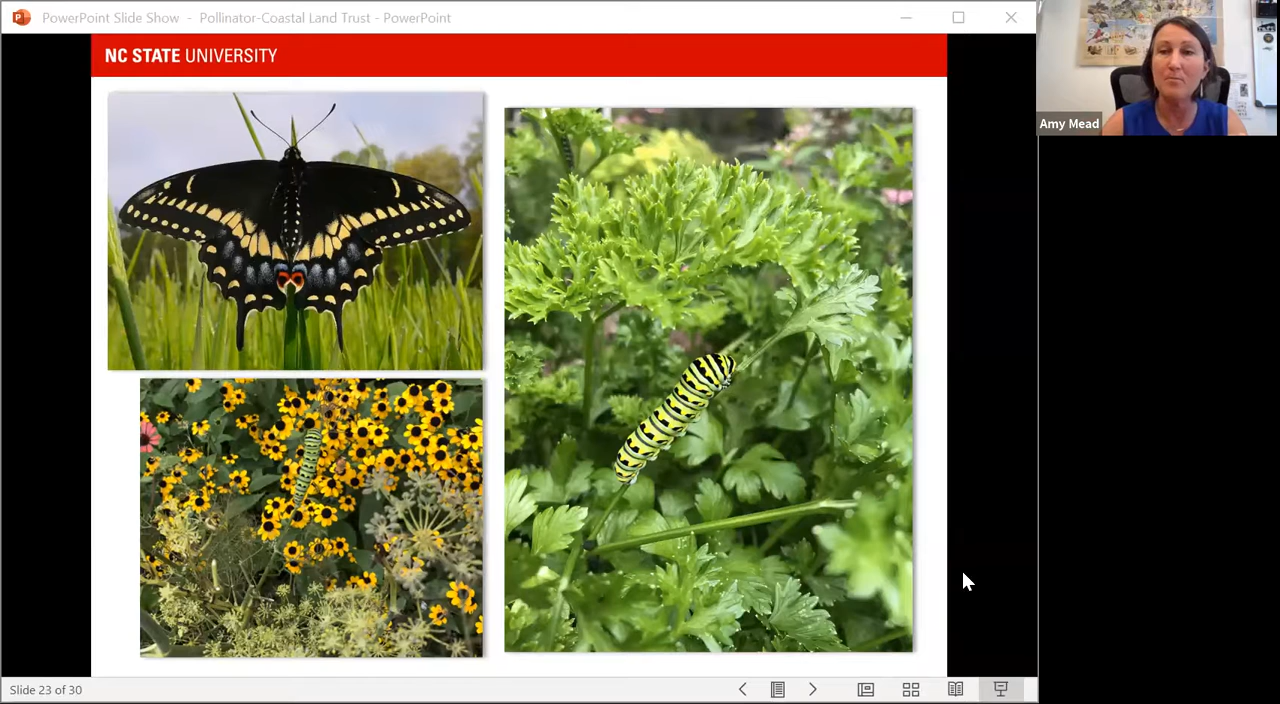 PowerPoint Slide Show - Pollinator-Coastal Land Trust - PowerPoint
NC STATE UNIVERSITY
Amy Mead
Slide 23 of 30